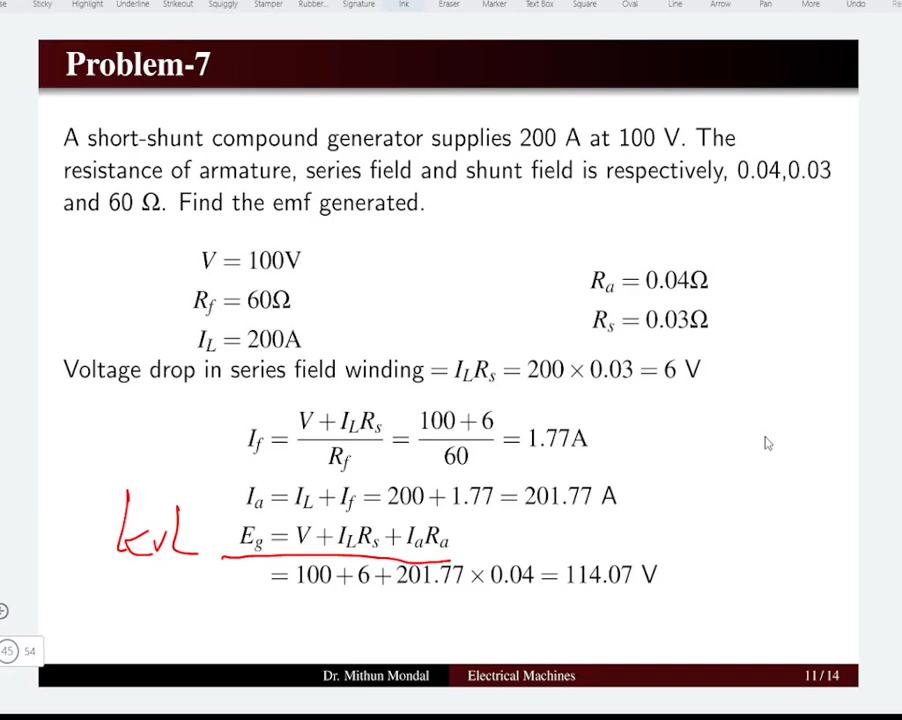 Sticky Highlight Underline Strikeout Squiggly Stamper Rubber... Signature Ink Eraser Marker Text Box Square Oval Line Arrow Pan More Undo
Problem-7
A short-shunt compound generator supplies 200 A at 100 V. The
resistance of armature, series field and shunt field is respectively, 0.04,0.03
and 60 Ω. Find the emf generated.
V = 100V
R_f = 60Ω
I_L = 200A
R_a = 0.04Ω
R_s = 0.03Ω
Voltage drop in series field winding = I_L R_s = 200 × 0.03 = 6 V
I_f = (V + I_L R_s) / R_f = (100 + 6) / 60 = 1.77A
I_a = I_L + I_f = 200 + 1.77 = 201.77 A
KVL
E_g = V + I_L R_s + I_a R_a
= 100 + 6 + 201.77 × 0.04 = 114.07 V
45 54
Dr. Mithun Mondal Electrical Machines 11 / 14